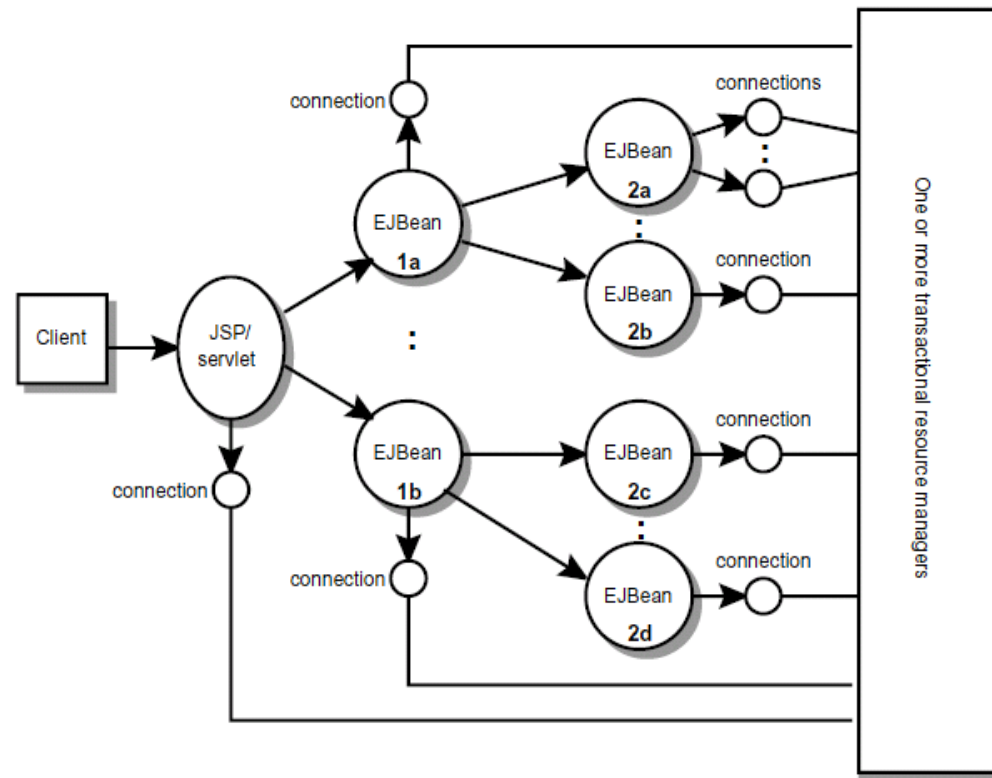 connections
connection
EJBean
2a
EJBean
1a
connection
EJBean
2b
Client
JSP/
servlet
connection
EJBean
1b
EJBean
2c
connection
connection
connection
EJBean
2d
One or more transactional resource managers